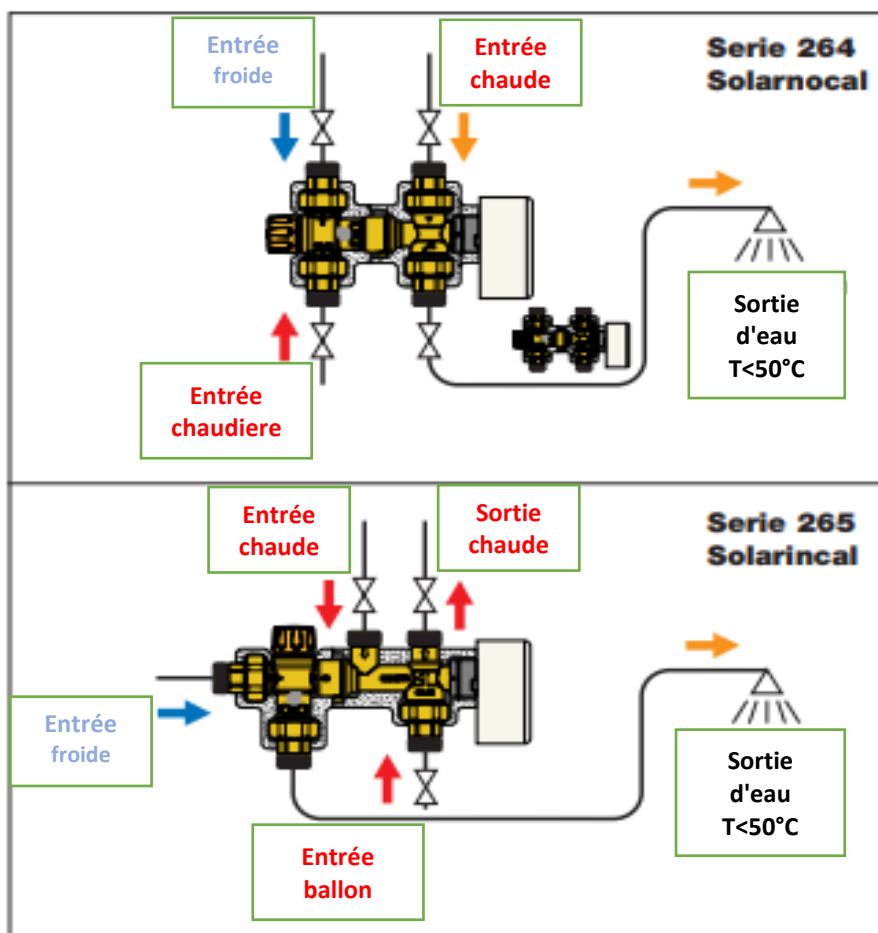 Entrée
froide
Entrée
chaude
Serie 264
Solarnocal
Sortie
d'eau
T<50°C
Entrée
chaudiere
Entrée
chaude
Sortie
chaude
Serie 265
Solarincal
Entrée
froide
Sortie
d'eau
T<50°C
Entrée
ballon